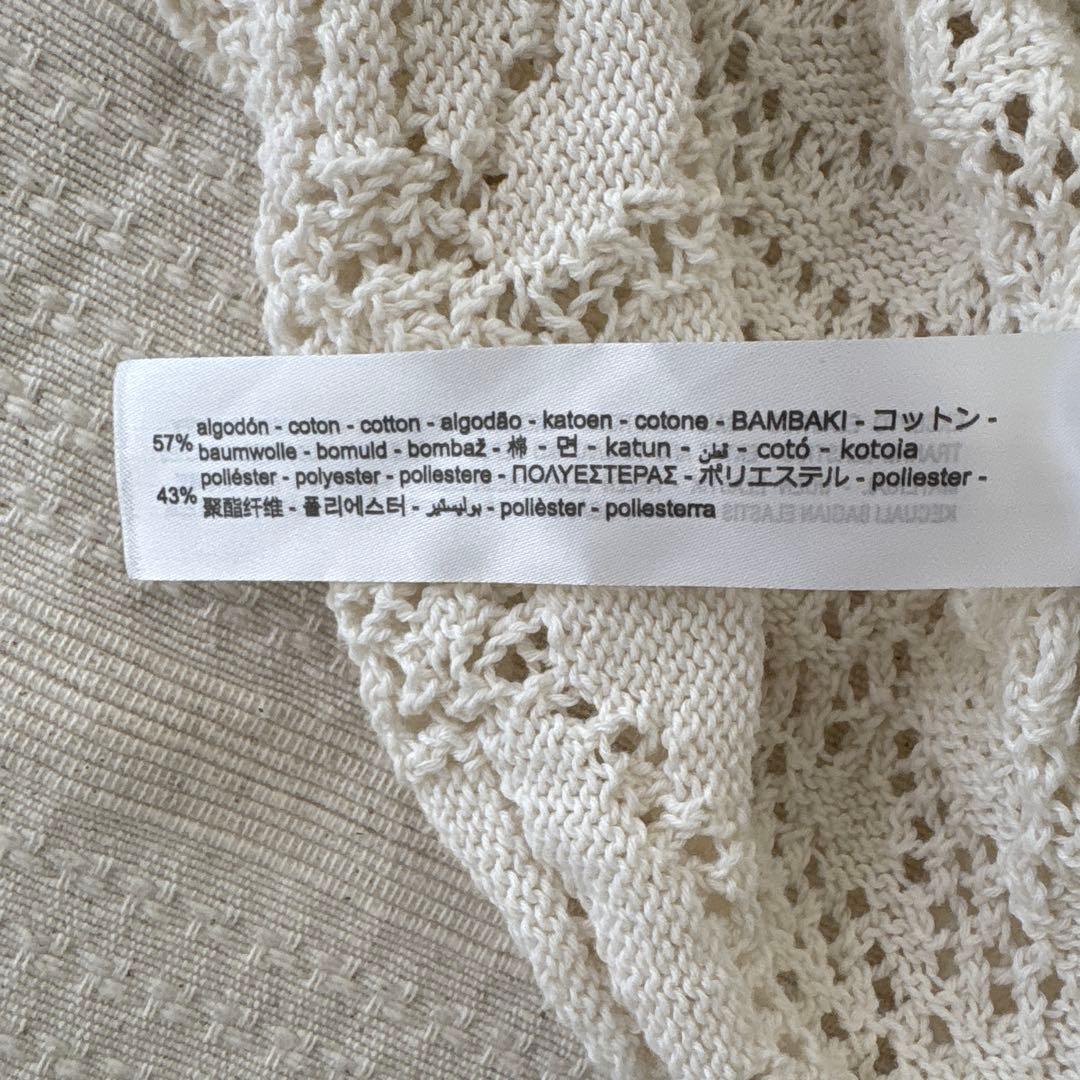 57% algodón - coton - cotton - algodão - katoen - cotone - BAMBAKI - コットン -
baumwolle - bomuld - bombaž - 棉 - 면 - katun - قطن - cotó - kotoia
43% poliéster - polyester - poliestere - ΠΟΛΥΕΣΤΕΡΑΣ - ポリエステル - poliester -
聚酯纤维 - 폴리에스터 - بوليستير - polièster - poliesterra